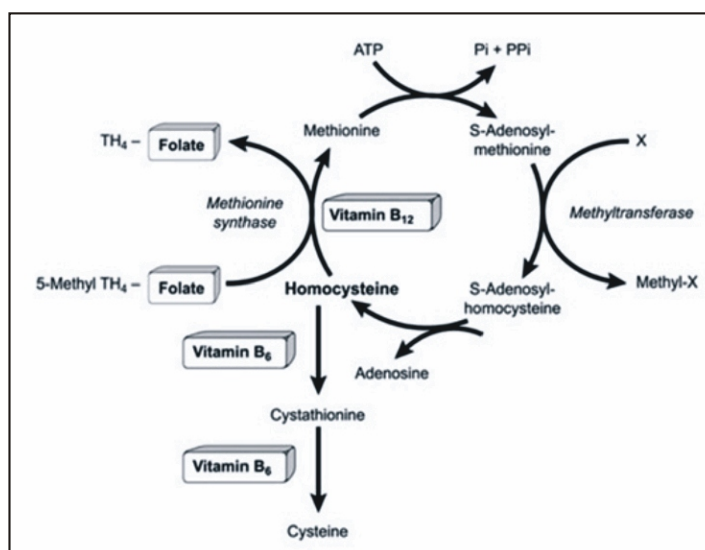 ATP
Pi + PPi
Methionine
S-Adenosyl-
methionine
TH₄ – Folate
X
Methionine
synthase
Vitamin B₁₂
Methyltransferase
5-Methyl TH₄ – Folate
Homocysteine
S-Adenosyl-
homocysteine
Methyl-X
Vitamin B₆
Adenosine
Cystathionine
Vitamin B₆
Cysteine